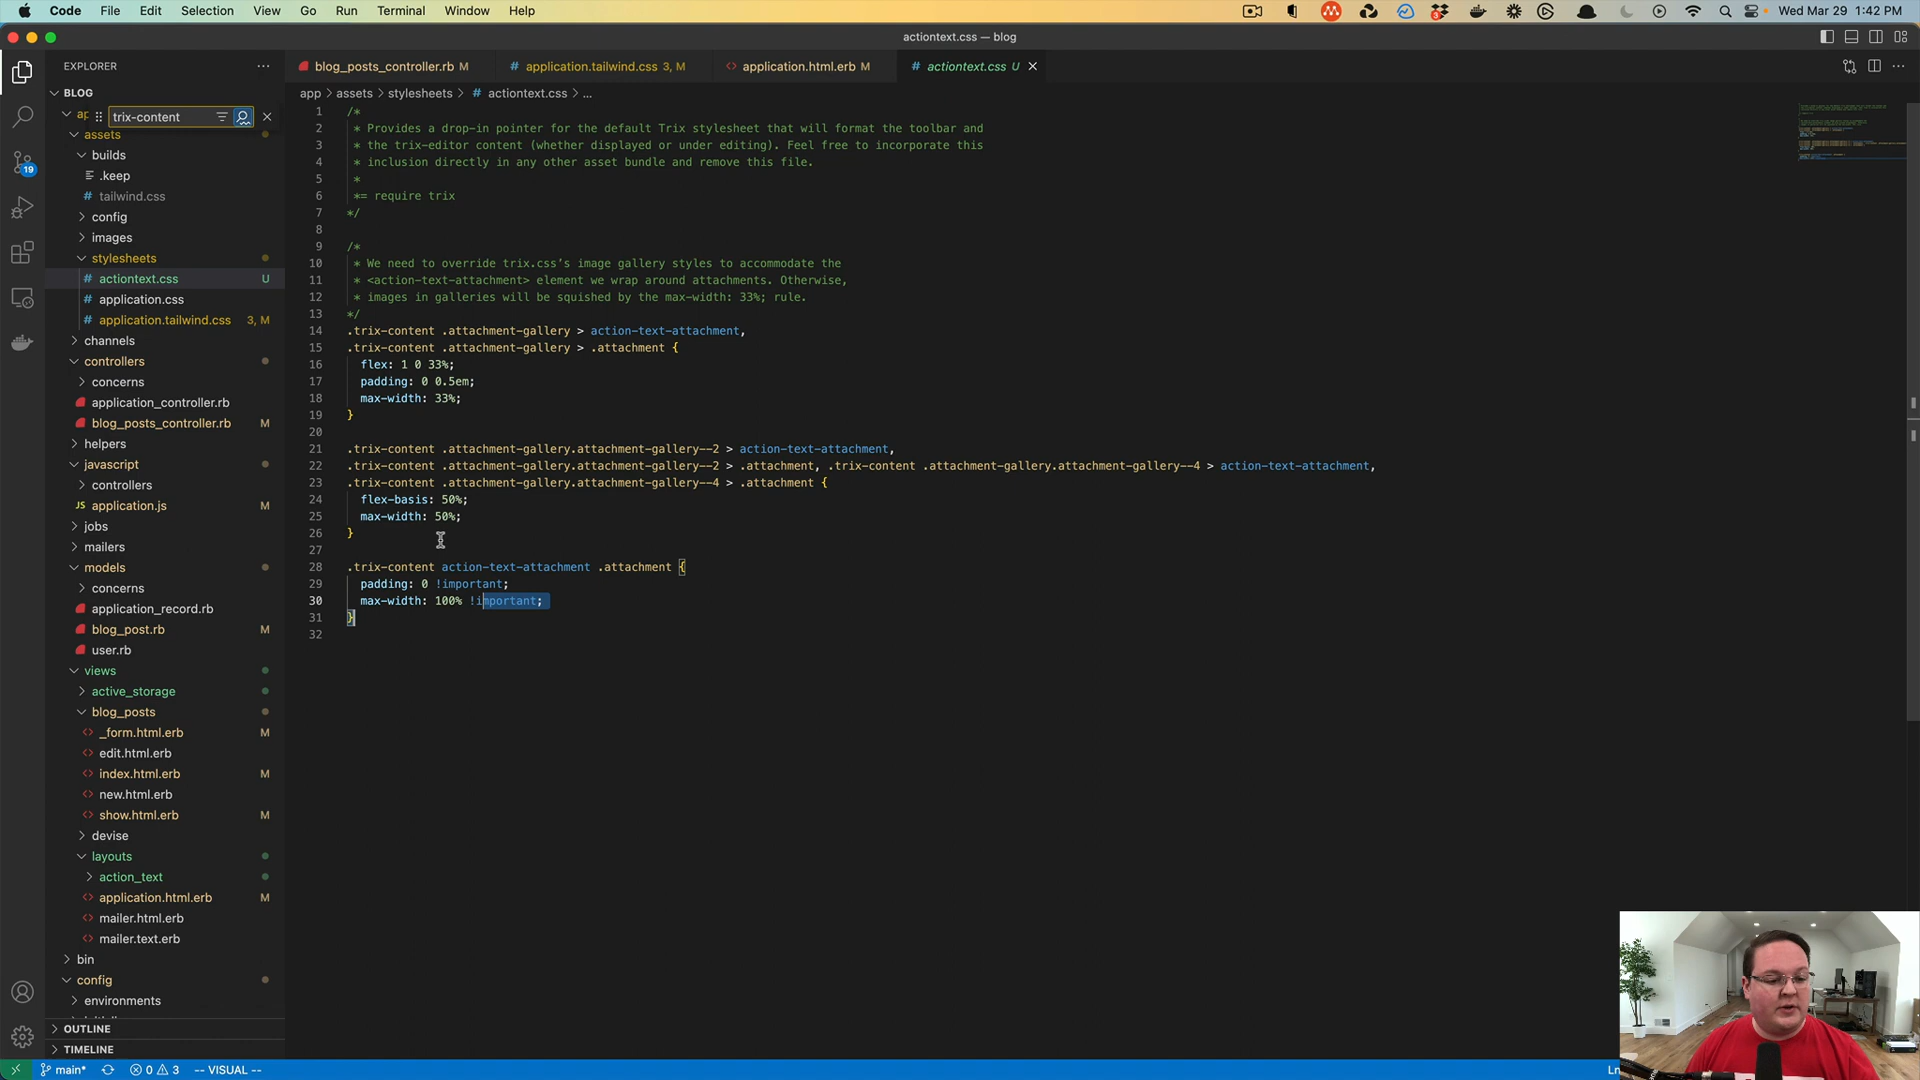 Code File Edit Selection View Go Run Terminal Window Help
3
Wed Mar 29 1:42 PM
actiontext.css — blog
EXPLORER
blog_posts_controller.rb M
application.tailwind.css 3, M
application.html.erb M
actiontext.css U
app > assets > stylesheets > actiontext.css > ...
BLOG
ap
trix-content
assets
builds
.keep
tailwind.css
config
images
stylesheets
actiontext.css U
application.css
application.tailwind.css 3, M
channels
controllers
concerns
application_controller.rb
blog_posts_controller.rb M
helpers
javascript
controllers
application.js M
jobs
mailers
models
concerns
application_record.rb
blog_post.rb M
user.rb
views
active_storage
blog_posts
_form.html.erb M
edit.html.erb
index.html.erb M
new.html.erb
show.html.erb M
devise
layouts
action_text
application.html.erb M
mailer.html.erb
mailer.text.erb
bin
config
environments
OUTLINE
TIMELINE
19
1 /*
2 * Provides a drop-in pointer for the default Trix stylesheet that will format the toolbar and
3 * the trix-editor content (whether displayed or under editing). Feel free to incorporate this
4 * inclusion directly in any other asset bundle and remove this file.
5 *
6 *= require trix
7 */
8
9 /*
10 * We need to override trix.css’s image gallery styles to accommodate the
11 * <action-text-attachment> element we wrap around attachments. Otherwise,
12 * images in galleries will be squished by the max-width: 33%; rule.
13 */
14 .trix-content .attachment-gallery > action-text-attachment,
15 .trix-content .attachment-gallery > .attachment {
16 flex: 1 0 33%;
17 padding: 0 0.5em;
18 max-width: 33%;
19 }
20
21 .trix-content .attachment-gallery.attachment-gallery--2 > action-text-attachment,
22 .trix-content .attachment-gallery.attachment-gallery--2 > .attachment, .trix-content .attachment-gallery.attachment-gallery--4 > action-text-attachment,
23 .trix-content .attachment-gallery.attachment-gallery--4 > .attachment {
24 flex-basis: 50%;
25 max-width: 50%;
26 }
27
28 .trix-content action-text-attachment .attachment {
29 padding: 0 !important;
30 max-width: 100% !important;
31 }
32
main* 0 3 -- VISUAL --
Ln